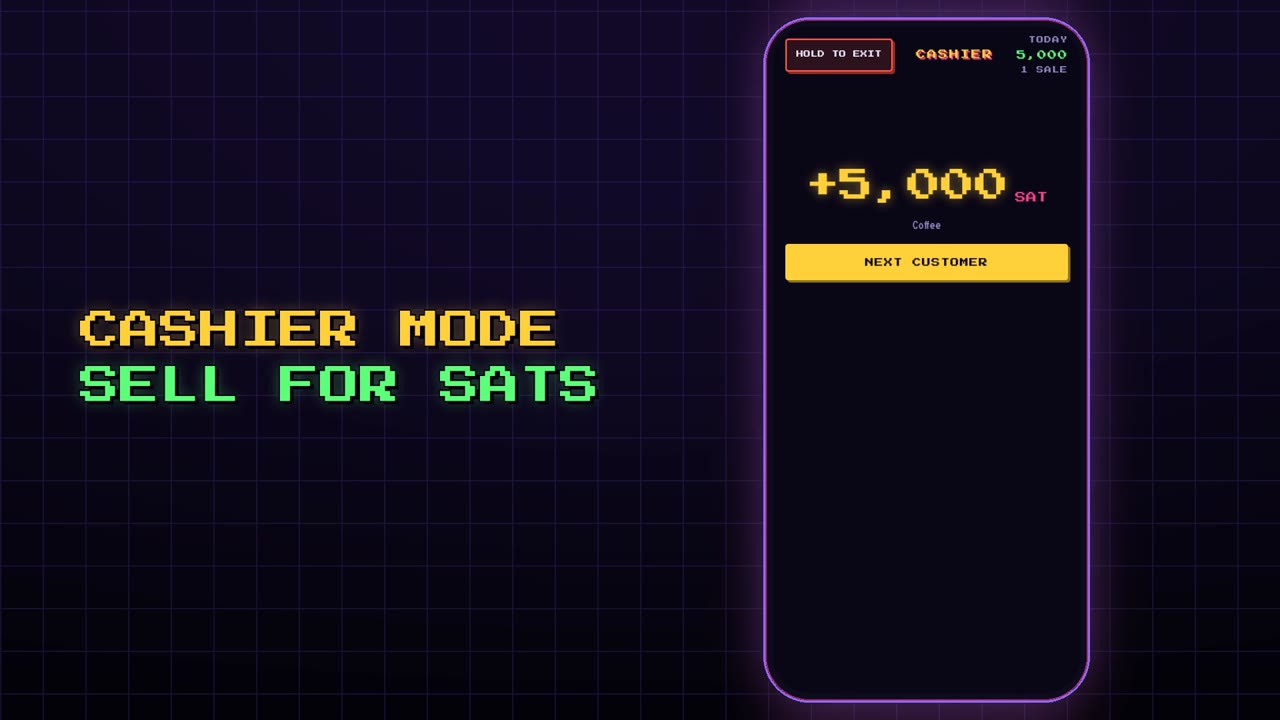 CASHIER MODE
SELL FOR SATS
HOLD TO EXIT
CASHIER
TODAY
5,000
1 SALE
+5,000 SAT
Coffee
NEXT CUSTOMER